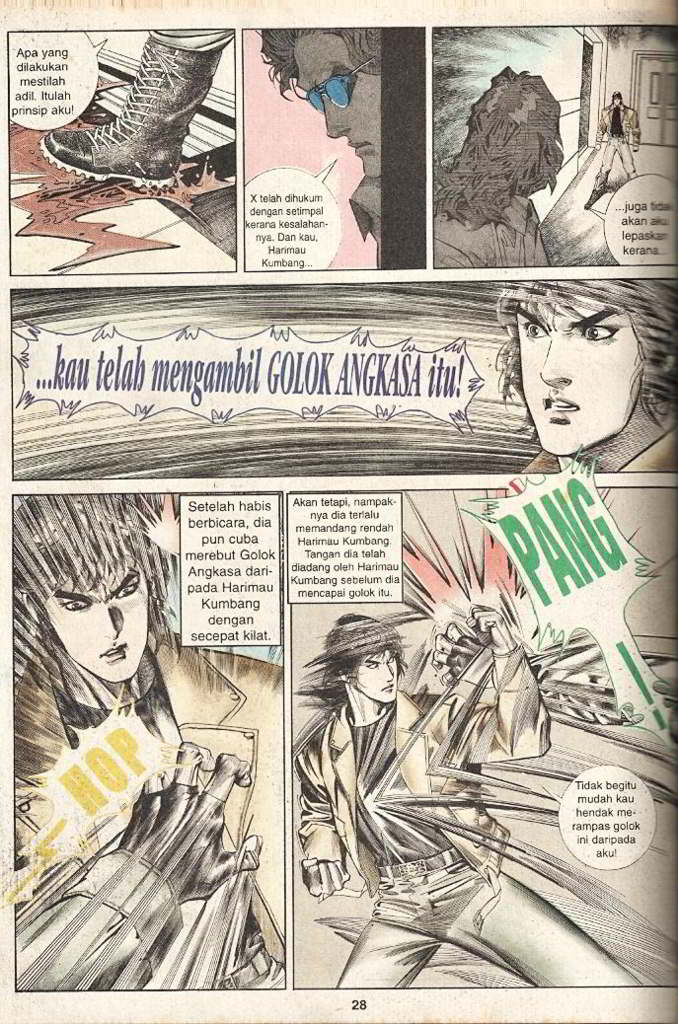 Apa yang
dilakukan
mestilah
adil. Itulah
prinsip aku!
X telah dihukum
dengan setimpal
kerana kesalahan-
nya. Dan kau,
Harimau
Kumbang...
...juga tidak
akan aku
lepaskan
kerana...
...kau telah mengambil GOLOK ANGKASA itu!
Setelah habis
berbicara, dia
pun cuba
merebut Golok
Angkasa dari-
pada Harimau
Kumbang
dengan
secepat kilat.
HOP
Akan tetapi, nampak-
nya dia terlalu
memandang rendah
Harimau Kumbang.
Tangan dia telah
diadang oleh Harimau
Kumbang sebelum dia
mencapai golok itu.
PANG
!
Tidak begitu
mudah kau
hendak me-
rampas golok
ini daripada
aku!
28